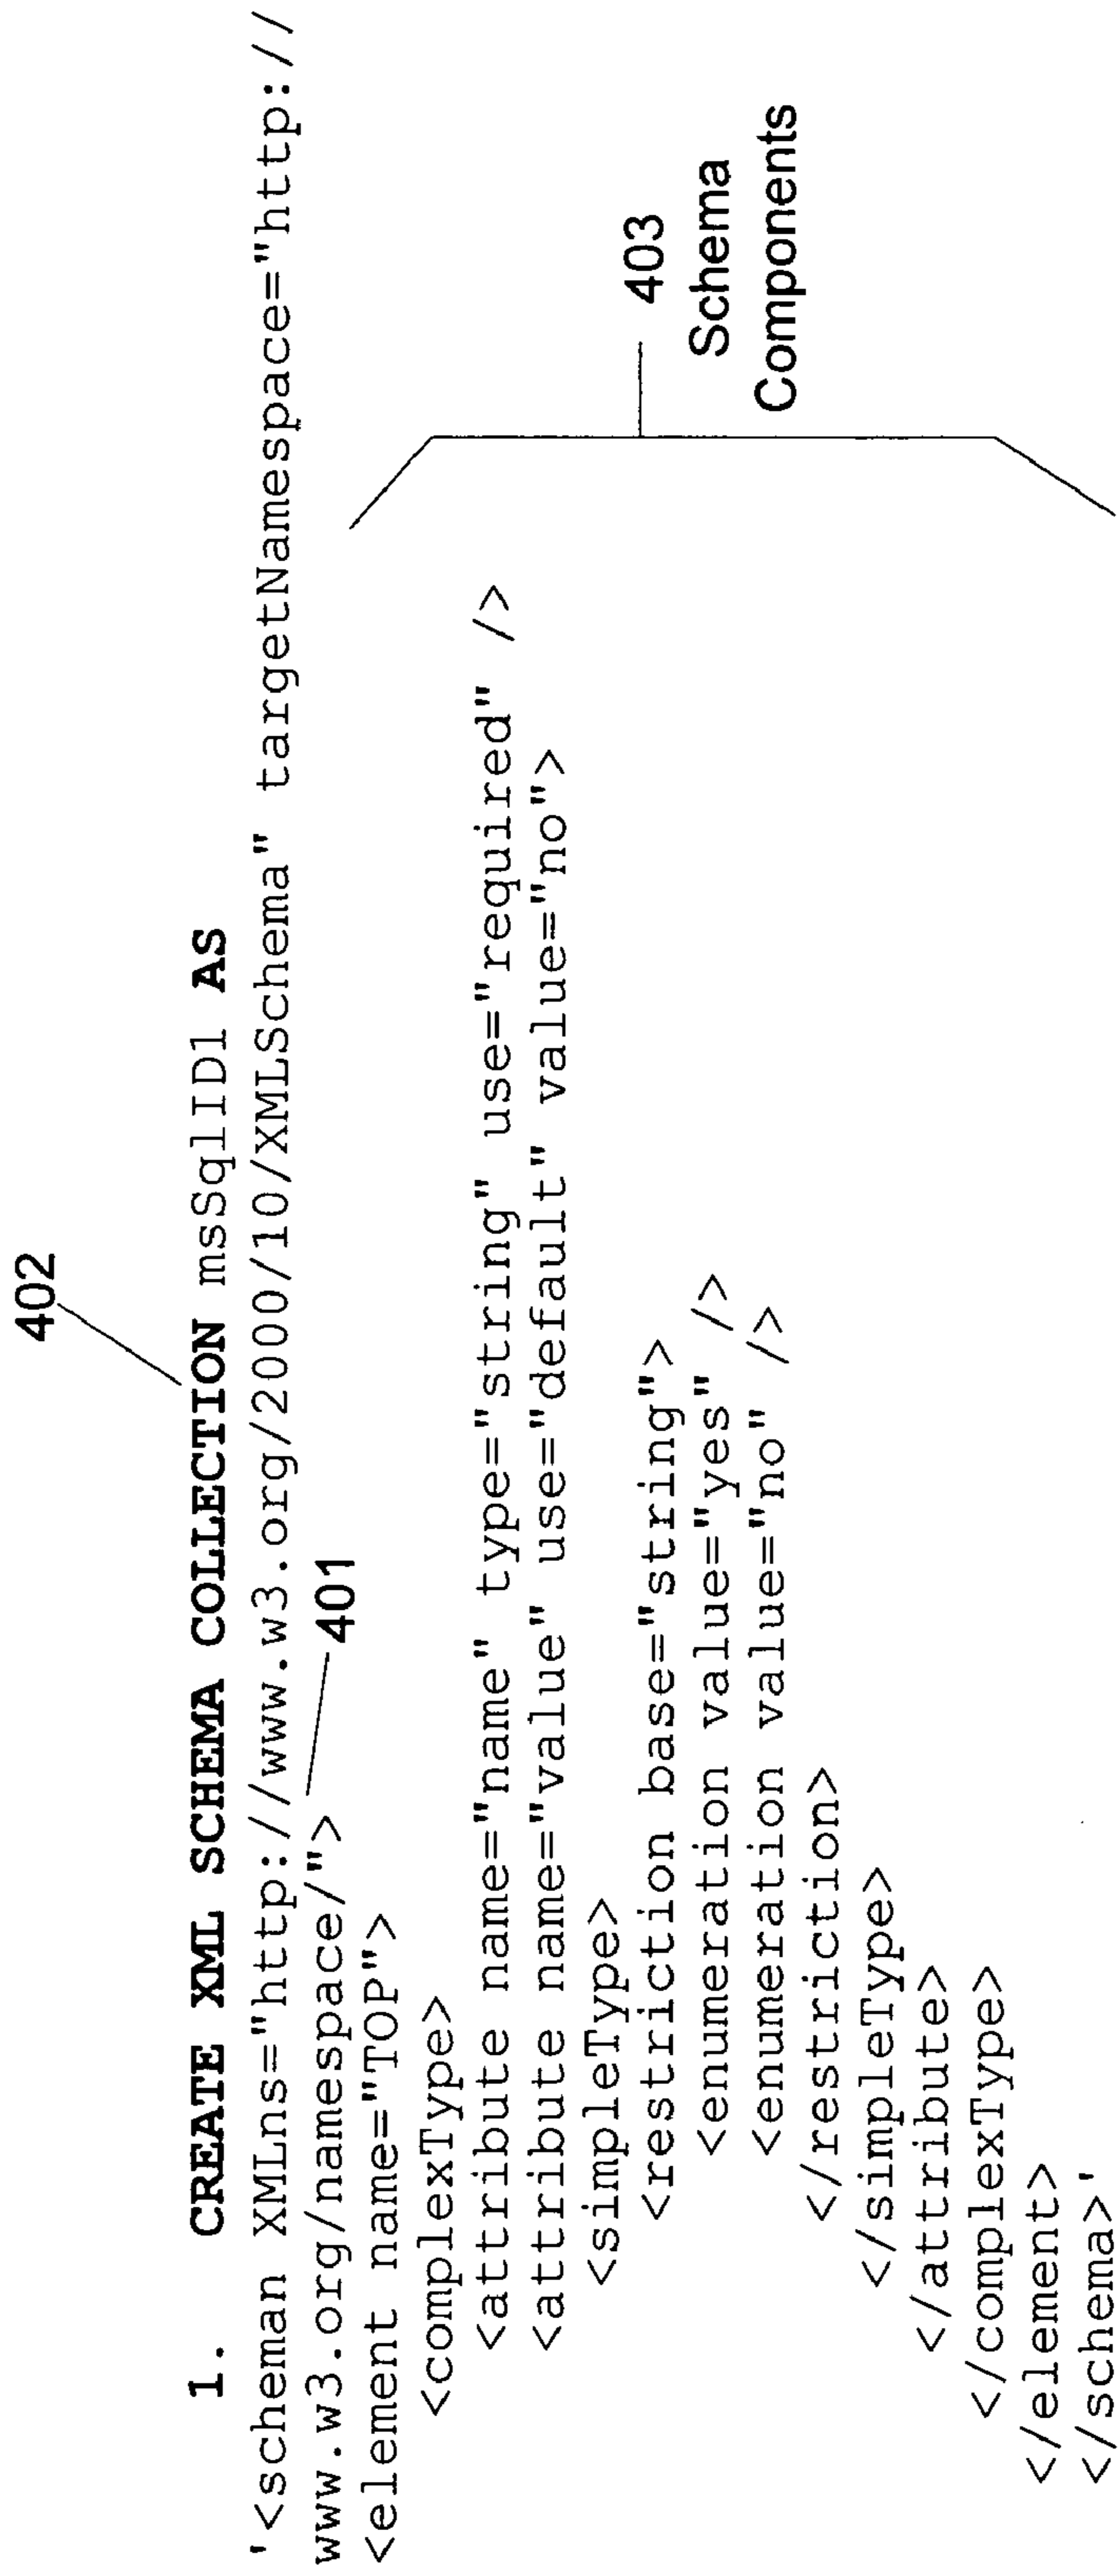 402
1. CREATE XML SCHEMA COLLECTION msSqlID1 AS
'<scheman XMLns="http://www.w3.org/2000/10/XMLSchema" targetNamespace="http://
www.w3.org/namespace/">
401
<element name="TOP">
<complexType>
<attribute name="name" type="string" use="required" />
<attribute name="value" use="default" value="no">
<simpleType>
<restriction base="string">
<enumeration value="yes" />
<enumeration value="no" />
</restriction>
</simpleType>
</attribute>
</complexType>
</element>
</schema>'
403
Schema
Components